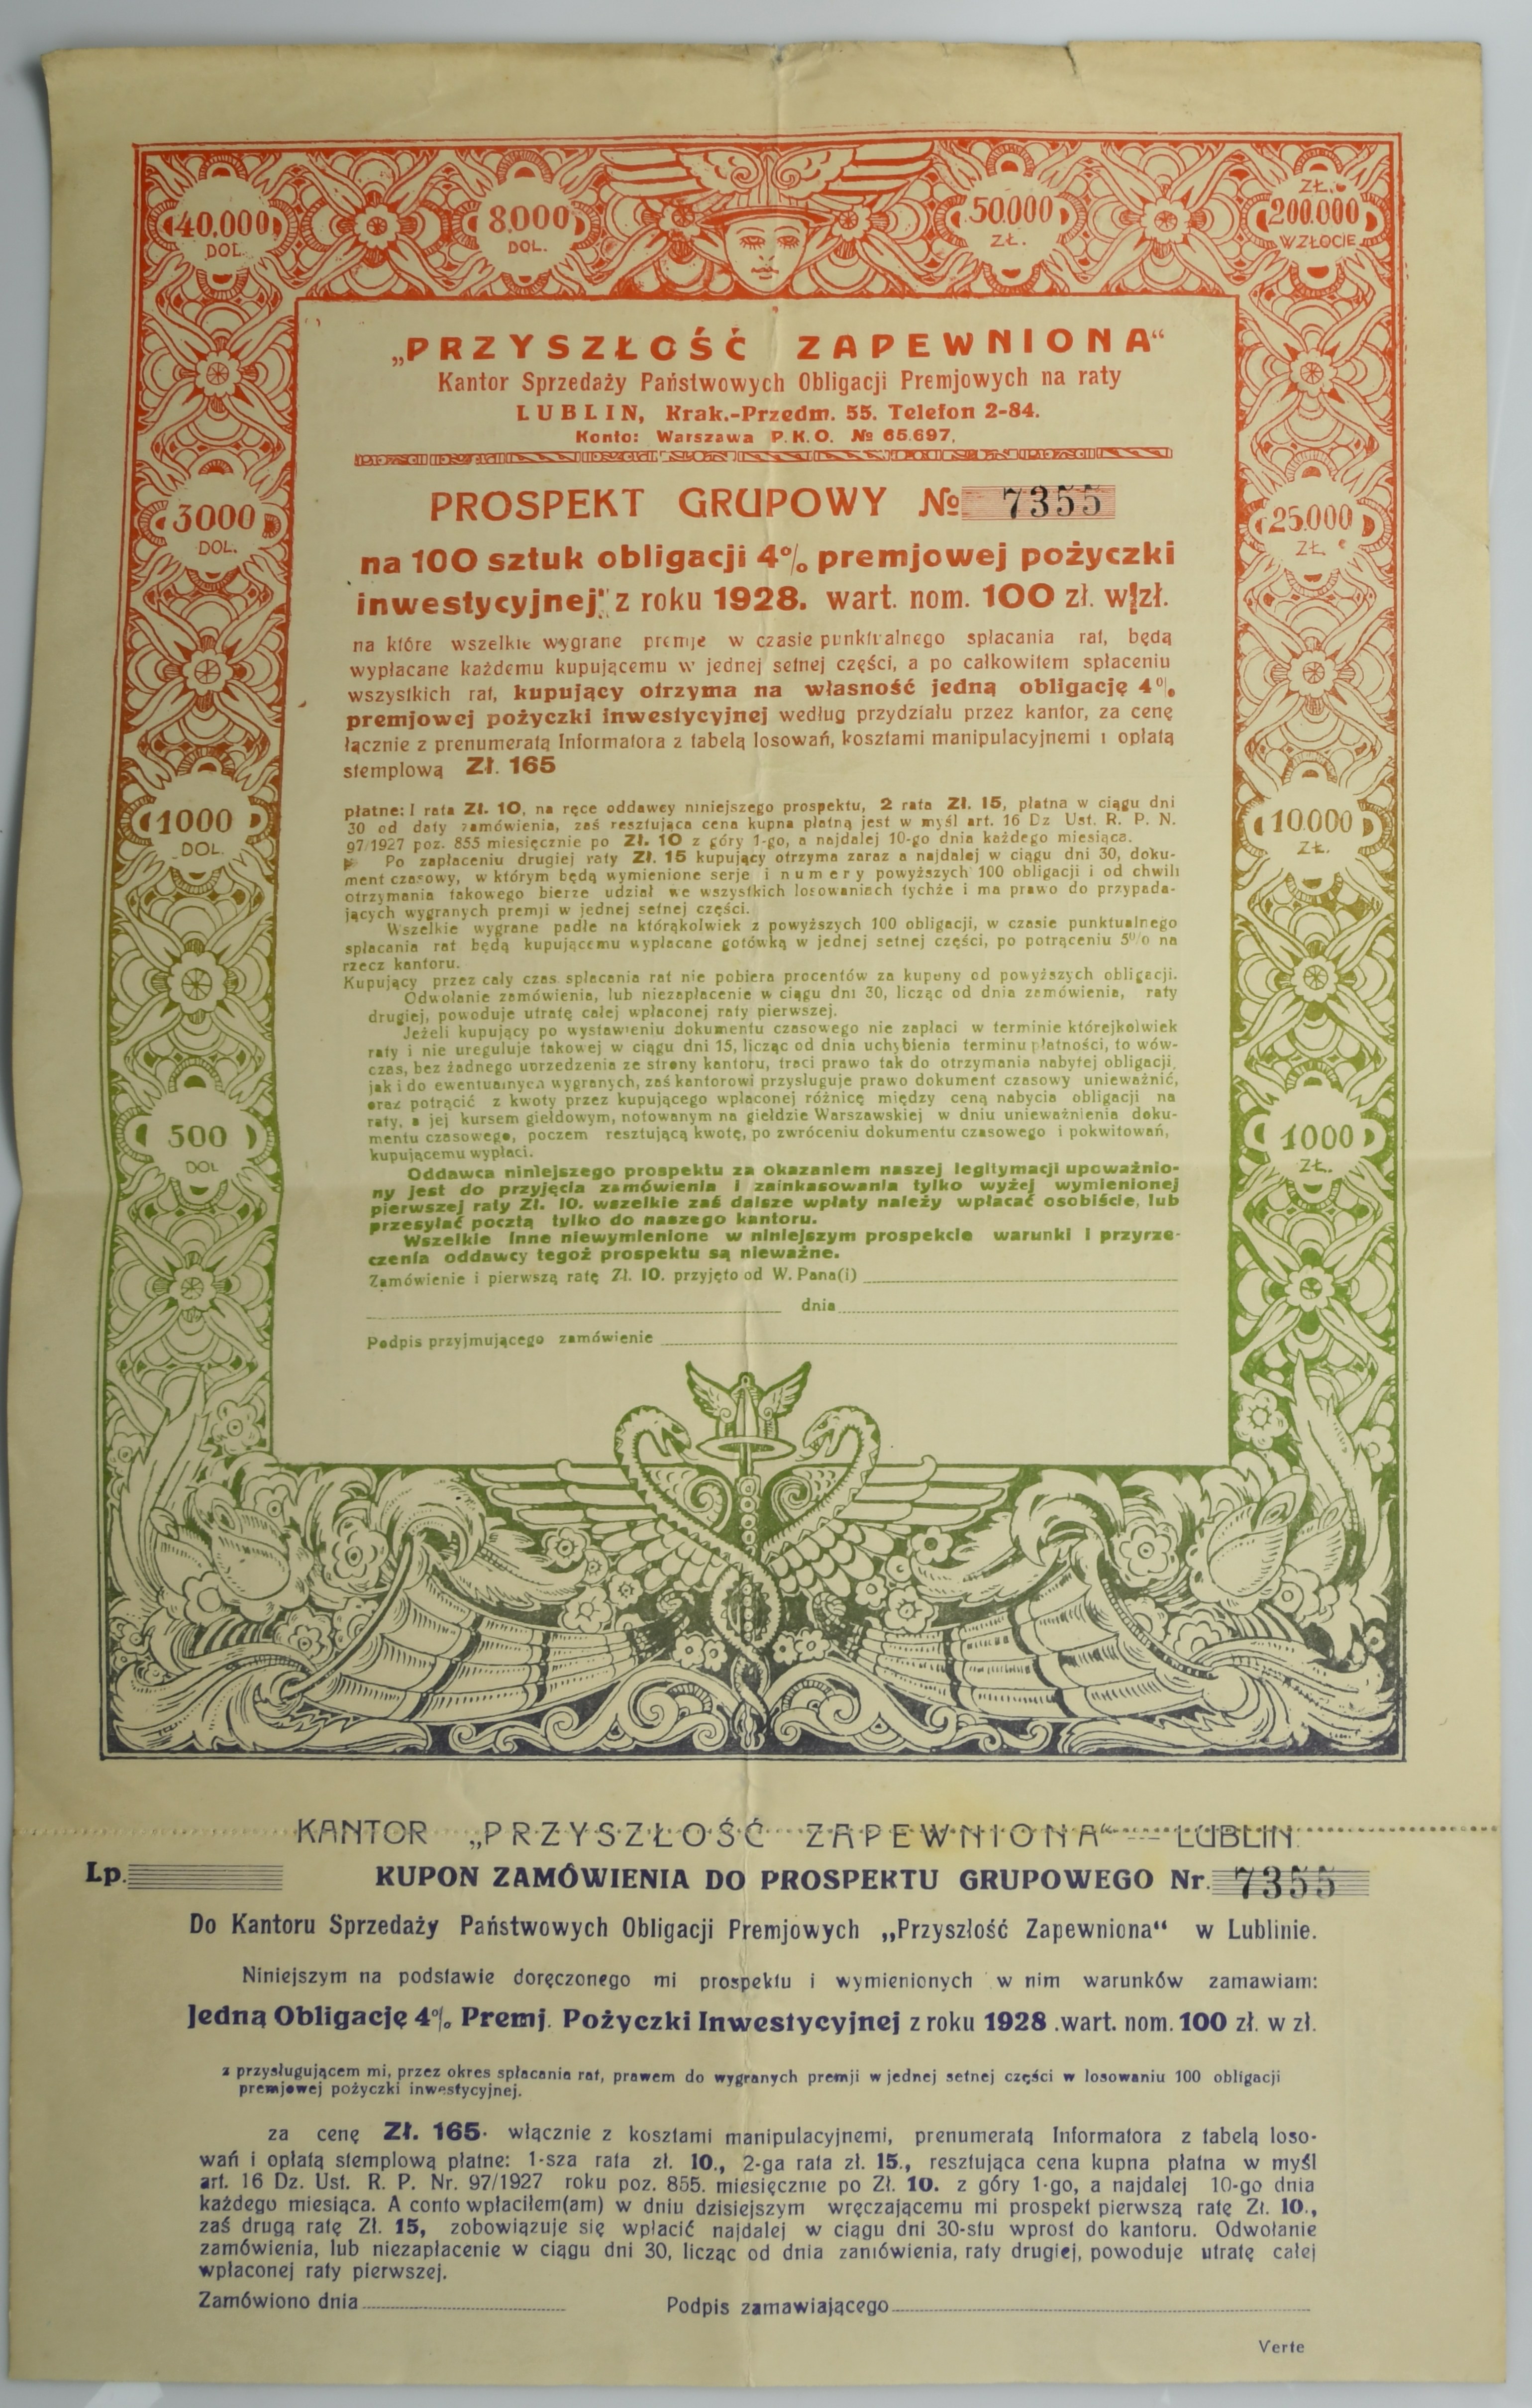 40.000 DOL.
8.000 DOL.
50.000 ZŁ.
ZŁ. 200.000 W ZŁOCIE
3000 DOL.
25.000 ZŁ.
1000 DOL.
10.000 ZŁ.
500 DOL
1000 ZŁ.
„PRZYSZŁOŚĆ ZAPEWNIONA“
Kantor Sprzedaży Państwowych Obligacji Premjowych na raty
LUBLIN, Krak.-Przedm. 55. Telefon 2-84.
Konto: Warszawa P. K. O. № 65.697.
PROSPEKT GRUPOWY № 7355
na 100 sztuk obligacji 4% premjowej pożyczki
inwestycyjnej z roku 1928. wart. nom. 100 zł. w|zł.
na które wszelkie wygrane premje w czasie punktualnego spłacania rat, będą
wypłacane każdemu kupującemu w jednej setnej części, a po całkowitem spłaceniu
wszystkich rat, kupujący otrzyma na własność jedną obligację 4%
premjowej pożyczki inwestycyjnej według przydziału przez kantor, za cenę
łącznie z prenumeratą Informatora z tabelą losowań, kosztami manipulacyjnemi i opłatą
stemplową Zł. 165
płatne: I rata Zł. 10, na ręce oddawcy niniejszego prospektu, 2 rata Zł. 15, płatna w ciągu dni
30 od daty zamówienia, zaś resztująca cena kupna płatną jest w myśl art. 16 Dz Ust. R. P. N.
97/1927 poz. 855 miesięcznie po Zł. 10 z góry 1-go, a najdalej 10-go dnia każdego miesiąca.
Po zapłaceniu drugiej raty Zł. 15 kupujący otrzyma zaraz a najdalej w ciągu dni 30, doku-
ment czasowy, w którym będą wymienione serje i numery powyższych 100 obligacji i od chwili
otrzymania takowego bierze udział we wszystkich losowaniach tychże i ma prawo do przypada-
jących wygranych premji w jednej setnej części.
Wszelkie wygrane padłe na którąkolwiek z powyższych 100 obligacji, w czasie punktualnego
spłacania rat będą kupującemu wypłacane gotówką w jednej setnej części, po potrąceniu 5% na
rzecz kantoru.
Kupujący przez cały czas spłacania rat nie pobiera procentów za kupony od powyższych obligacji.
Odwołanie zamówienia, lub niezapłacenie w ciągu dni 30, licząc od dnia zamówienia, raty
drugiej, powoduje utratę całej wpłaconej raty pierwszej.
Jeżeli kupujący po wystawieniu dokumentu czasowego nie zapłaci w terminie którejkolwiek
raty i nie ureguluje takowej w ciągu dni 15, licząc od dnia uchybienia terminu płatności, to wów-
czas, bez żadnego uprzedzenia ze strony kantoru, traci prawo tak do otrzymania nabytej obligacji,
jak i do ewentualnych wygranych, zaś kantorowi przysługuje prawo dokument czasowy unieważnić,
oraz potrącić z kwoty przez kupującego wpłaconej różnicę między ceną nabycia obligacji na
raty, a jej kursem giełdowym, notowanym na giełdzie Warszawskiej w dniu unieważnienia doku-
mentu czasowego, poczem resztującą kwotę, po zwróceniu dokumentu czasowego i pokwitowań,
kupującemu wypłaci.
Oddawca niniejszego prospektu za okazaniem naszej legitymacji upoważnio-
ny jest do przyjęcia zamówienia i zainkasowania tylko wyżej wymienionej
pierwszej raty Zł. 10. wszelkie zaś dalsze wpłaty należy wpłacać osobiście, lub
przesyłać pocztą tylko do naszego kantoru.
Wszelkie inne niewymienione w niniejszym prospekcie warunki i przyrze-
czenia oddawcy tegoż prospektu są nieważne.
Zamówienie i pierwszą ratę Zł. 10. przyjęto od W. Pana(i)
dnia
Podpis przyjmującego zamówienie
KANTOR „PRZYSZŁOŚĆ ZAPEWNIONA“ — LUBLIN
Lp. KUPON ZAMÓWIENIA DO PROSPEKTU GRUPOWEGO Nr. 7355
Do Kantoru Sprzedaży Państwowych Obligacji Premjowych „Przyszłość Zapewniona“ w Lublinie.
Niniejszym na podstawie doręczonego mi prospektu i wymienionych w nim warunków zamawiam:
Jedną Obligację 4% Premj. Pożyczki Inwestycyjnej z roku 1928 .wart. nom. 100 zł. w zł.
z przysługującem mi, przez okres spłacania rat, prawem do wygranych premji w jednej setnej części w losowaniu 100 obligacji
premjowej pożyczki inwestycyjnej.
za cenę Zł. 165. włącznie z kosztami manipulacyjnemi, prenumeratą Informatora z tabelą loso-
wań i opłatą stemplową płatne: 1-sza rata zł. 10., 2-ga rata zł. 15., resztująca cena kupna płatna w myśl
art. 16 Dz. Ust. R. P. Nr. 97/1927 roku poz. 855. miesięcznie po Zł. 10. z góry 1-go, a najdalej 10-go dnia
każdego miesiąca. A conto wpłaciłem(am) w dniu dzisiejszym wręczającemu mi prospekt pierwszą ratę Zł. 10.,
zaś drugą ratę Zł. 15, zobowiązuje się wpłacić najdalej w ciągu dni 30-stu wprost do kantoru. Odwołanie
zamówienia, lub niezapłacenie w ciągu dni 30, licząc od dnia zamówienia, raty drugiej, powoduje utratę całej
wpłaconej raty pierwszej.
Zamówiono dnia Podpis zamawiającego
Verte